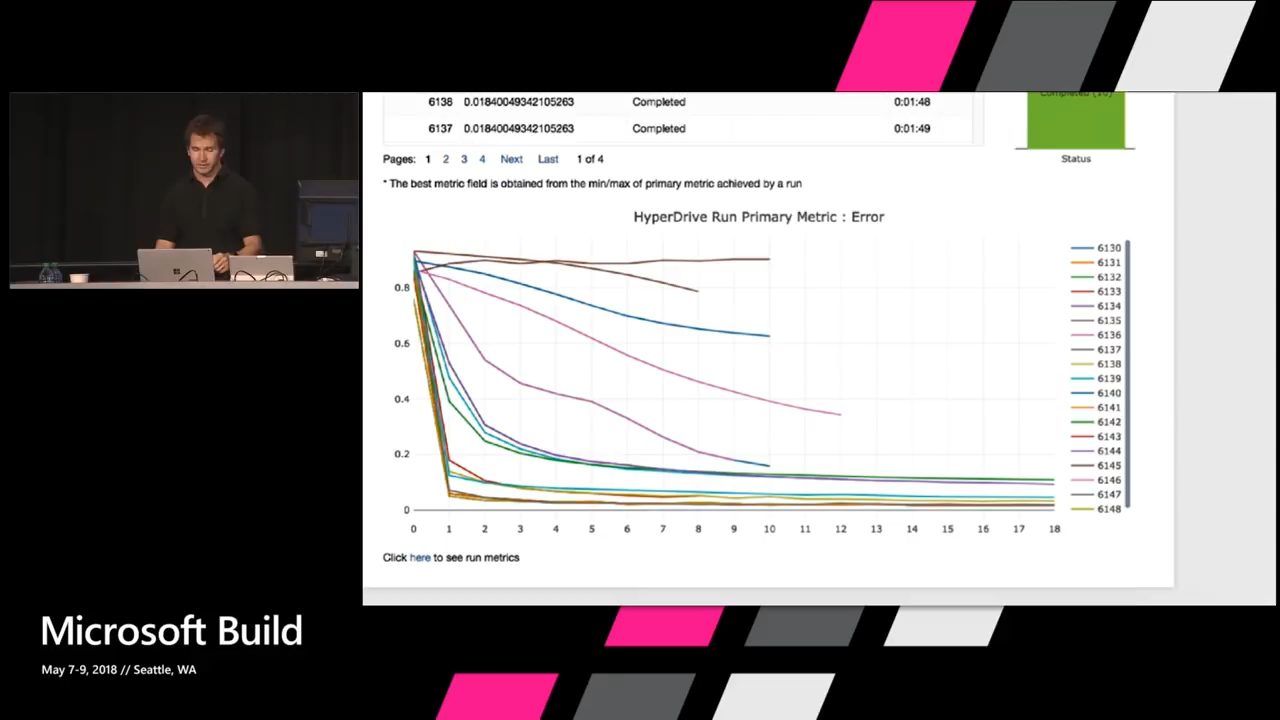 Completed (10)
6138 0.01840049342105263 Completed 0:01:48
6137 0.01840049342105263 Completed 0:01:49
Status
Pages: 1 2 3 4 Next Last 1 of 4
* The best metric field is obtained from the min/max of primary metric achieved by a run
HyperDrive Run Primary Metric : Error
0.8
0.6
0.4
0.2
0
0 1 2 3 4 5 6 7 8 9 10 11 12 13 14 15 16 17 18
6130
6131
6132
6133
6134
6135
6136
6137
6138
6139
6140
6141
6142
6143
6144
6145
6146
6147
6148
Click here to see run metrics
Microsoft Build
May 7-9, 2018 // Seattle, WA